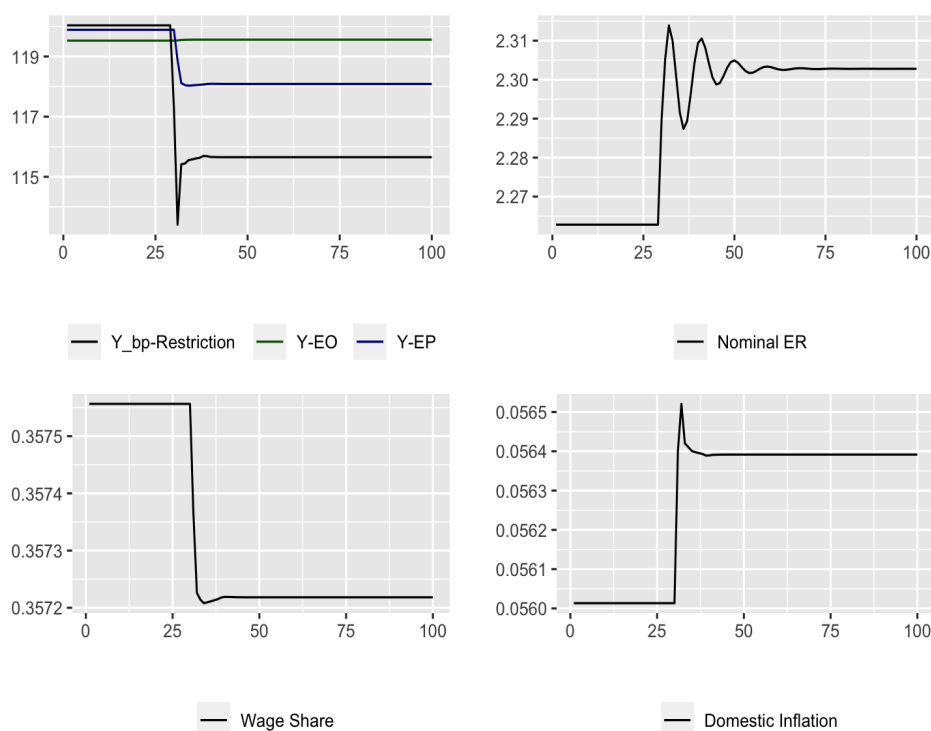 119
117
115
0 25 50 75 100
Y_bp-Restriction Y-EO Y-EP
2.31
2.30
2.29
2.28
2.27
0 25 50 75 100
Nominal ER
0.3575
0.3574
0.3573
0.3572
0 25 50 75 100
Wage Share
0.0565
0.0564
0.0563
0.0562
0.0561
0.0560
0 25 50 75 100
Domestic Inflation